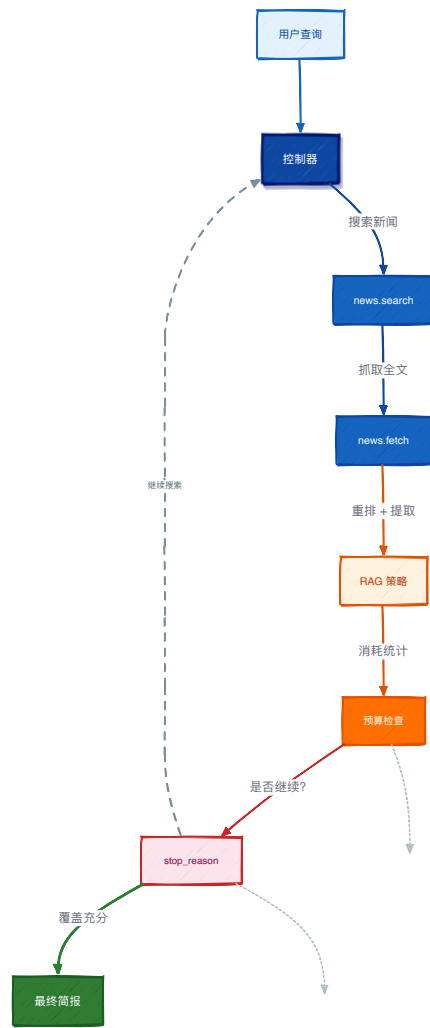 用户查询
控制器
搜索新闻
news.search
抓取全文
news.fetch
重排 + 提取
继续搜索
RAG 策略
消耗统计
预算检查
是否继续?
stop_reason
覆盖充分
最终简报